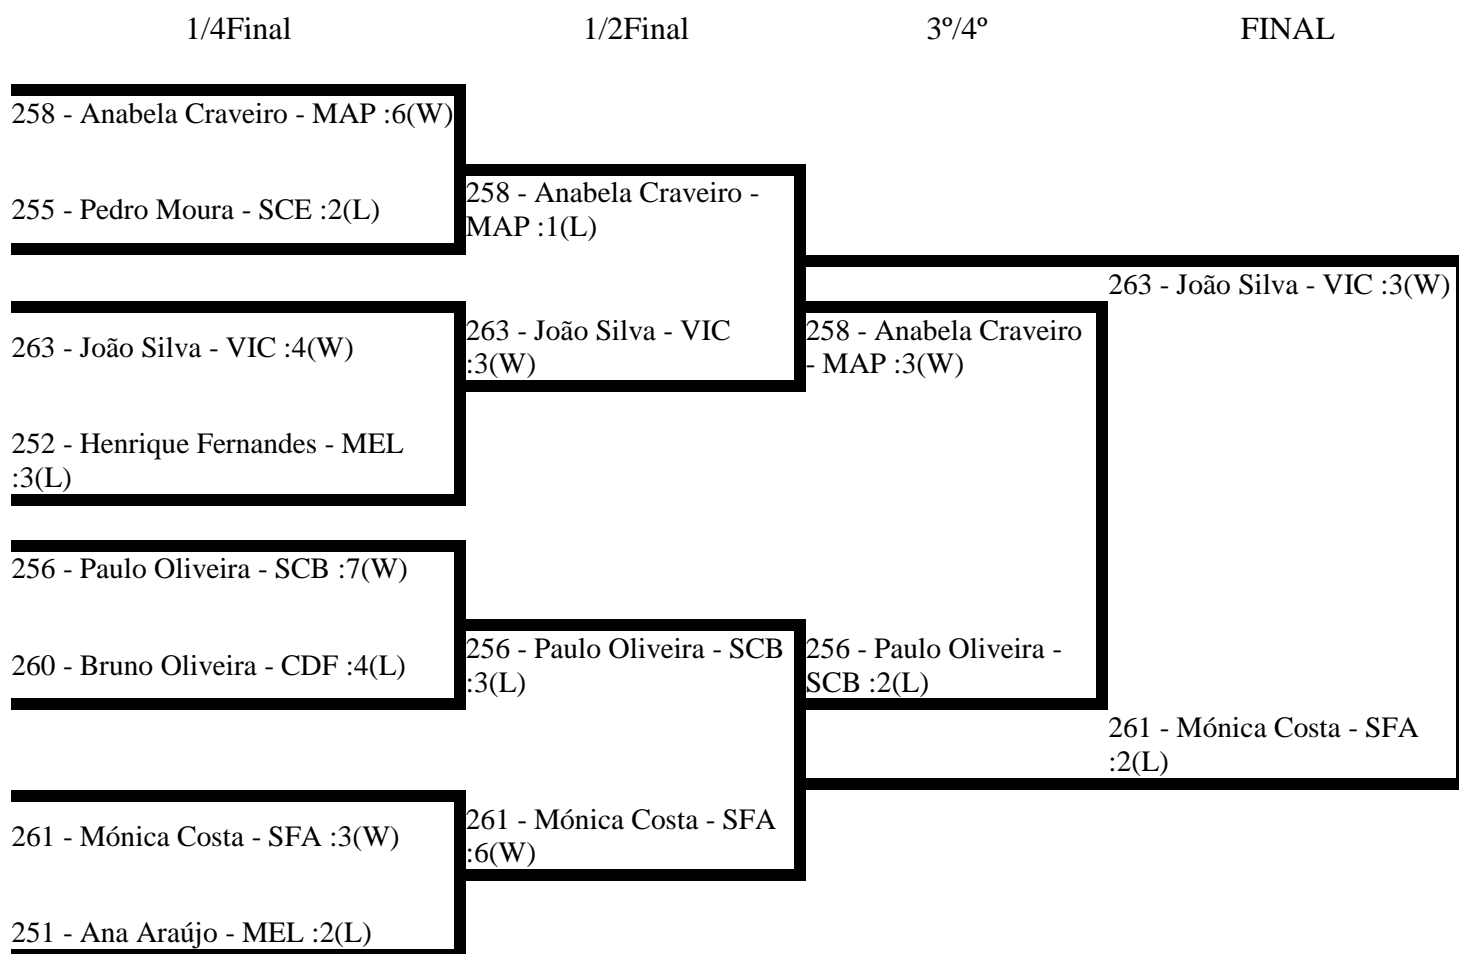 1/4Final 1/2Final 3º/4º FINAL
258 - Anabela Craveiro - MAP :6(W)
255 - Pedro Moura - SCE :2(L)
263 - João Silva - VIC :4(W)
252 - Henrique Fernandes - MEL
:3(L)
256 - Paulo Oliveira - SCB :7(W)
260 - Bruno Oliveira - CDF :4(L)
261 - Mónica Costa - SFA :3(W)
251 - Ana Araújo - MEL :2(L)
258 - Anabela Craveiro -
MAP :1(L)
263 - João Silva - VIC
:3(W)
256 - Paulo Oliveira - SCB
:3(L)
261 - Mónica Costa - SFA
:6(W)
258 - Anabela Craveiro
- MAP :3(W)
256 - Paulo Oliveira -
SCB :2(L)
263 - João Silva - VIC :3(W)
261 - Mónica Costa - SFA
:2(L)